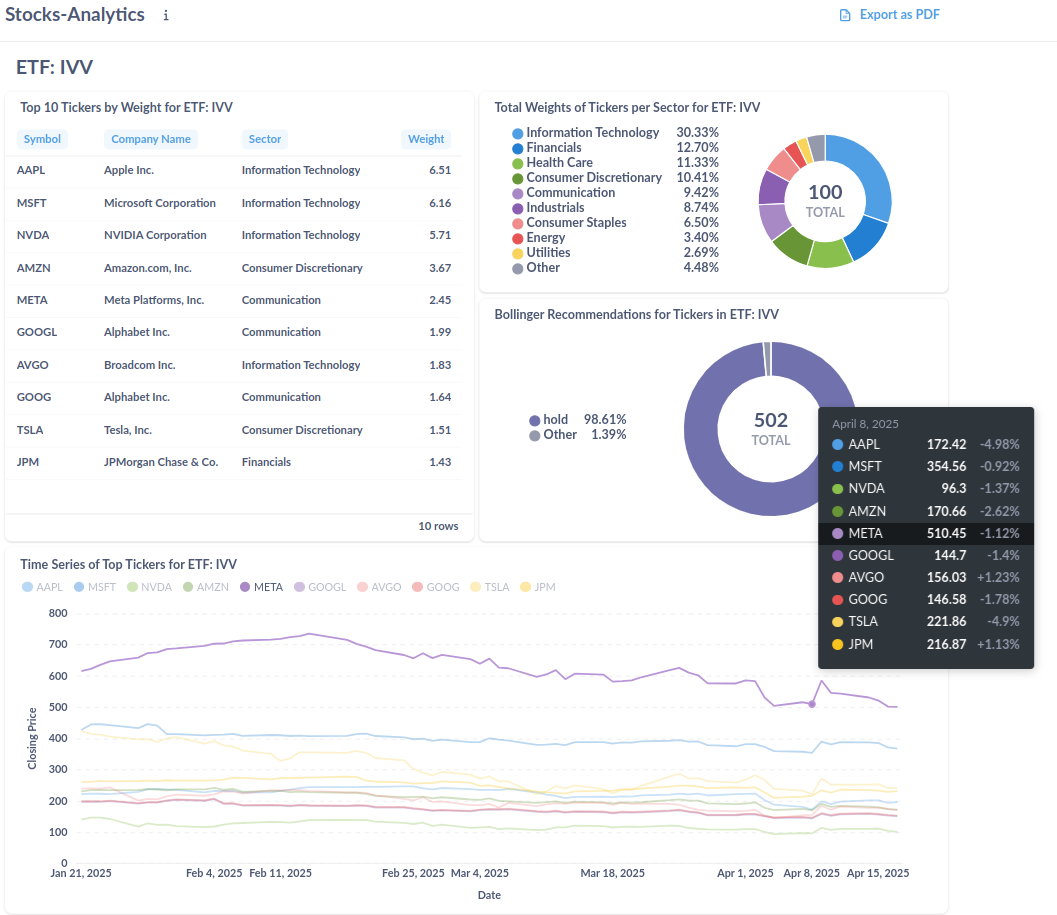 Stocks-Analytics
Export as PDF
ETF: IVV
Top 10 Tickers by Weight for ETF: IVV
Symbol Company Name Sector Weight
AAPL Apple Inc. Information Technology 6.51
MSFT Microsoft Corporation Information Technology 6.16
NVDA NVIDIA Corporation Information Technology 5.71
AMZN Amazon.com, Inc. Consumer Discretionary 3.67
META Meta Platforms, Inc. Communication 2.45
GOOGL Alphabet Inc. Communication 1.99
AVGO Broadcom Inc. Information Technology 1.83
GOOG Alphabet Inc. Communication 1.64
TSLA Tesla, Inc. Consumer Discretionary 1.51
JPM JPMorgan Chase & Co. Financials 1.43
10 rows
Total Weights of Tickers per Sector for ETF: IVV
Information Technology 30.33%
Financials 12.70%
Health Care 11.33%
Consumer Discretionary 10.41%
Communication 9.42%
Industrials 8.74%
Consumer Staples 6.50%
Energy 3.40%
Utilities 2.69%
Other 4.48%
100
TOTAL
Bollinger Recommendations for Tickers in ETF: IVV
hold 98.61%
Other 1.39%
502
TOTAL
April 8, 2025
AAPL 172.42 -4.98%
MSFT 354.56 -0.92%
NVDA 96.3 -1.37%
AMZN 170.66 -2.62%
META 510.45 -1.12%
GOOGL 144.7 -1.4%
AVGO 156.03 +1.23%
GOOG 146.58 -1.78%
TSLA 221.86 -4.9%
JPM 216.87 +1.13%
Time Series of Top Tickers for ETF: IVV
AAPL MSFT NVDA AMZN META GOOGL AVGO GOOG TSLA JPM
800
700
600
500
400
300
200
100
0
Closing Price
Jan 21, 2025 Feb 4, 2025 Feb 11, 2025 Feb 25, 2025 Mar 4, 2025 Mar 18, 2025 Apr 1, 2025 Apr 8, 2025 Apr 15, 2025
Date